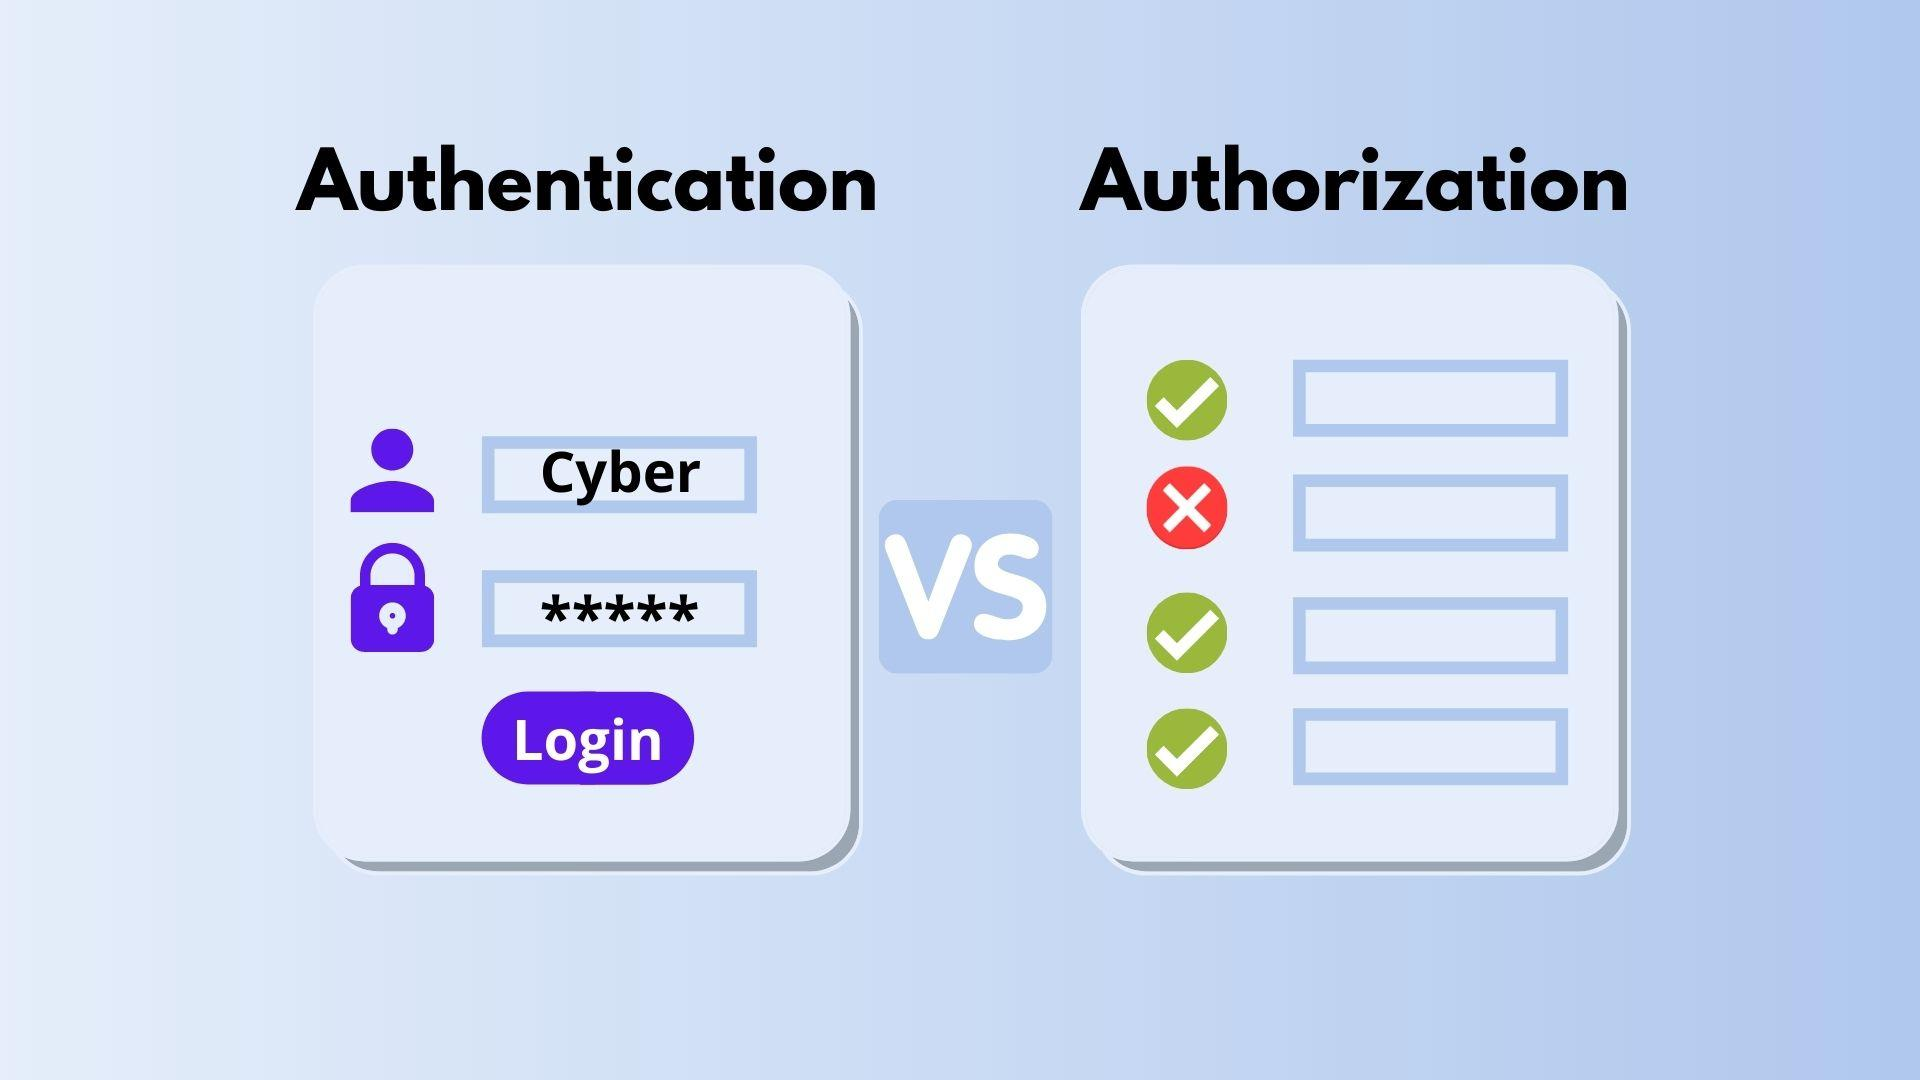 Authentication
Authorization
Cyber
*****
Login
VS